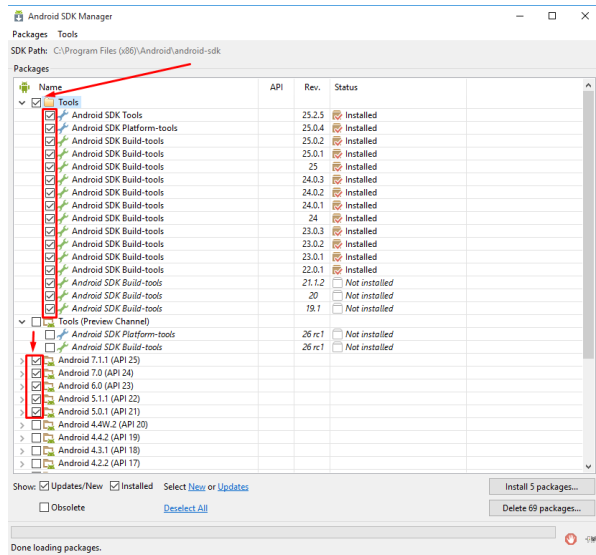 Android SDK Manager
Packages Tools
SDK Path: C:\Program Files (x86)\Android\android-sdk
Packages
Name API Rev. Status
Tools
Android SDK Tools 25.2.5 Installed
Android SDK Platform-tools 25.0.4 Installed
Android SDK Build-tools 25.0.2 Installed
Android SDK Build-tools 25.0.1 Installed
Android SDK Build-tools 25 Installed
Android SDK Build-tools 24.0.3 Installed
Android SDK Build-tools 24.0.2 Installed
Android SDK Build-tools 24.0.1 Installed
Android SDK Build-tools 24 Installed
Android SDK Build-tools 23.0.3 Installed
Android SDK Build-tools 23.0.2 Installed
Android SDK Build-tools 23.0.1 Installed
Android SDK Build-tools 22.0.1 Installed
Android SDK Build-tools 21.1.2 Not installed
Android SDK Build-tools 20 Not installed
Android SDK Build-tools 19.1 Not installed
Tools (Preview Channel)
Android SDK Platform-tools 26 rc1 Not installed
Android SDK Build-tools 26 rc1 Not installed
Android 7.1.1 (API 25)
Android 7.0 (API 24)
Android 6.0 (API 23)
Android 5.1.1 (API 22)
Android 5.0.1 (API 21)
Android 4.4W.2 (API 20)
Android 4.4.2 (API 19)
Android 4.3.1 (API 18)
Android 4.2.2 (API 17)
Show: Updates/New Installed Select New or Updates Install 5 packages...
Obsolete Deselect All Delete 69 packages...
Done loading packages.